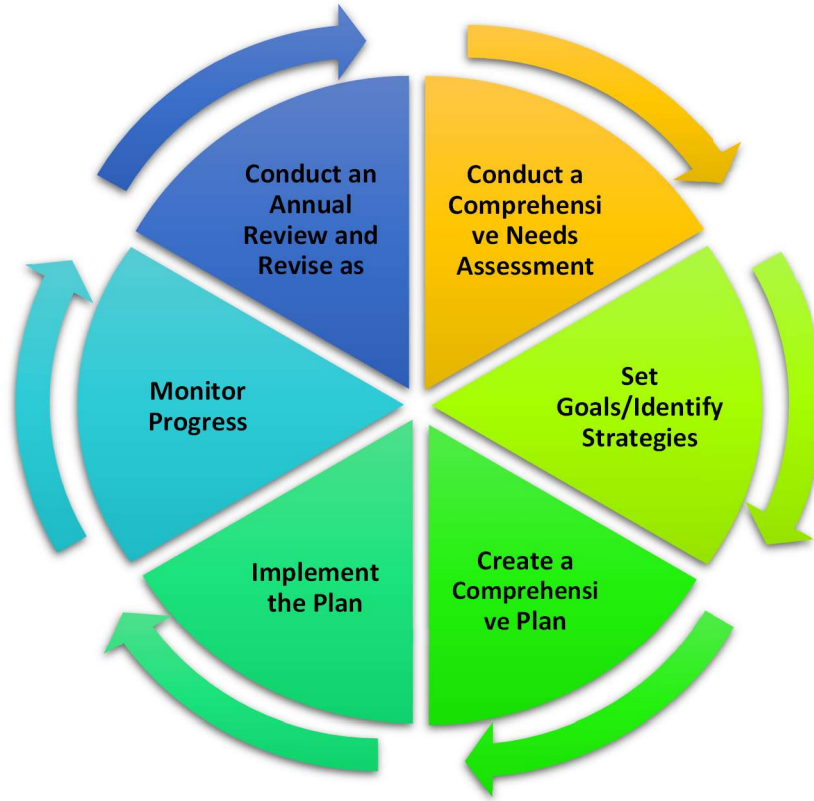 Conduct a
Comprehensi
ve Needs
Assessment
Set
Goals/Identify
Strategies
Create a
Comprehensi
ve Plan
Implement
the Plan
Monitor
Progress
Conduct an
Annual
Review and
Revise as